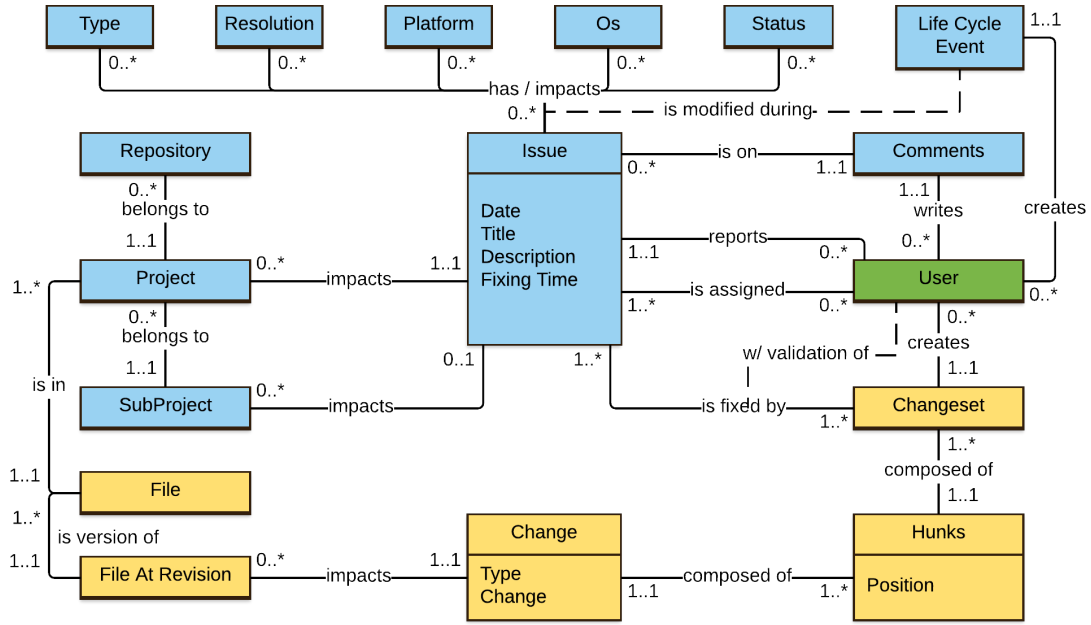 Type
Resolution
Platform
Os
Status
Life Cycle
Event
1..1
0..*
0..*
0..*
0..*
0..*
has / impacts
0..*
is modified during
Repository
Issue
is on
Comments
0..*
1..1
0..*
belongs to
1..1
1..1
writes
0..*
creates
Date
Title
Description
Fixing Time
reports
1..1
0..*
Project
0..*
impacts
1..1
is assigned
1..*
0..*
User
0..*
1..*
0..*
belongs to
1..1
0..*
creates
1..1
w/ validation of
0..1
1..*
is in
SubProject
0..*
impacts
is fixed by
1..*
Changeset
1..*
composed of
1..1
1..1
File
1..*
is version of
1..1
File At Revision
0..*
impacts
1..1
Change
Type
Change
composed of
1..1
1..*
Hunks
Position